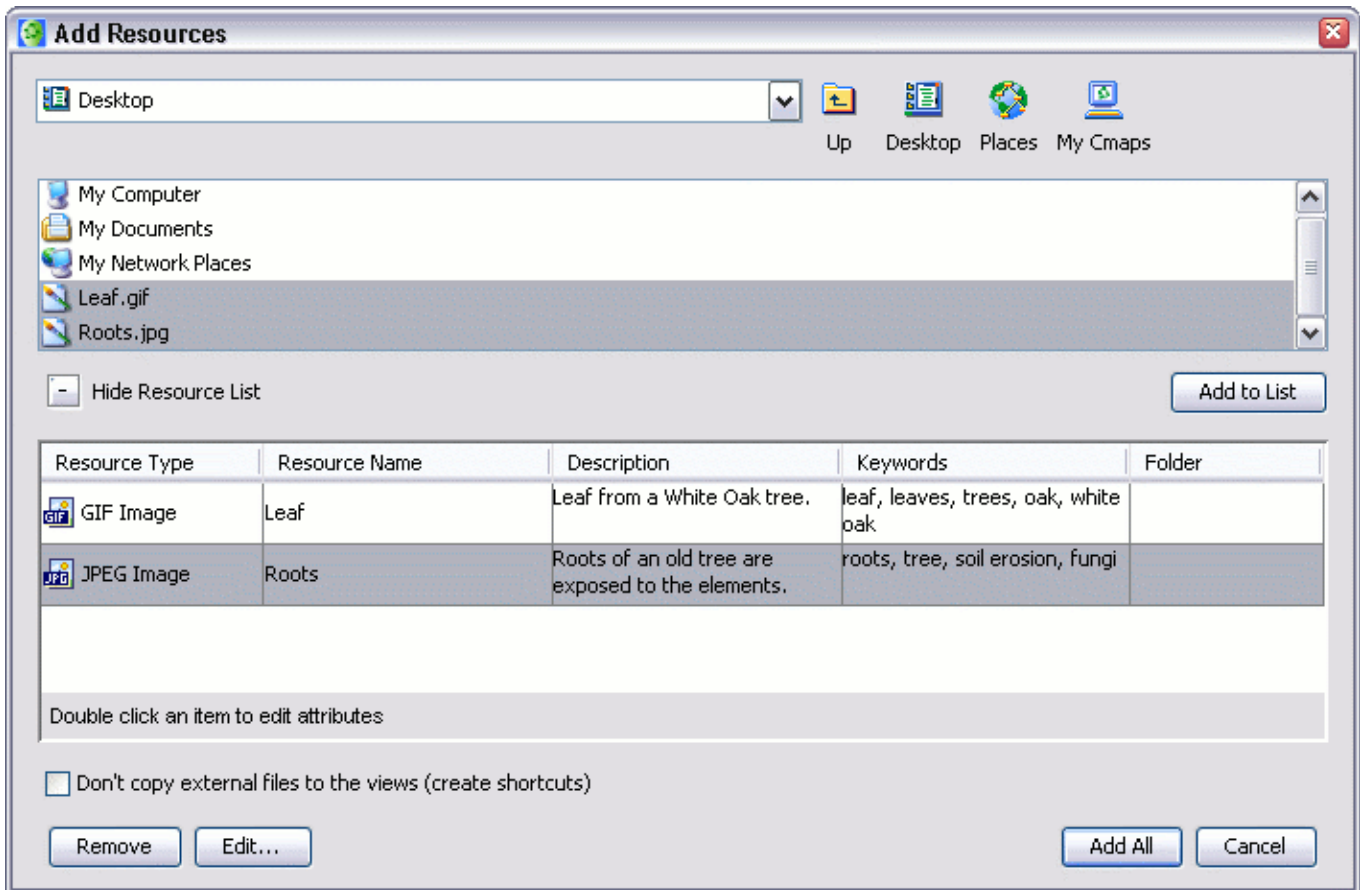 Add Resources
Desktop
Up Desktop Places My Cmaps
My Computer
My Documents
My Network Places
Leaf.gif
Roots.jpg
- Hide Resource List Add to List
Resource Type Resource Name Description Keywords Folder
GIF GIF Image Leaf Leaf from a White Oak tree. leaf, leaves, trees, oak, white
oak
JPG JPEG Image Roots Roots of an old tree are roots, tree, soil erosion, fungi
exposed to the elements.
Double click an item to edit attributes
Don't copy external files to the views (create shortcuts)
Remove Edit... Add All Cancel